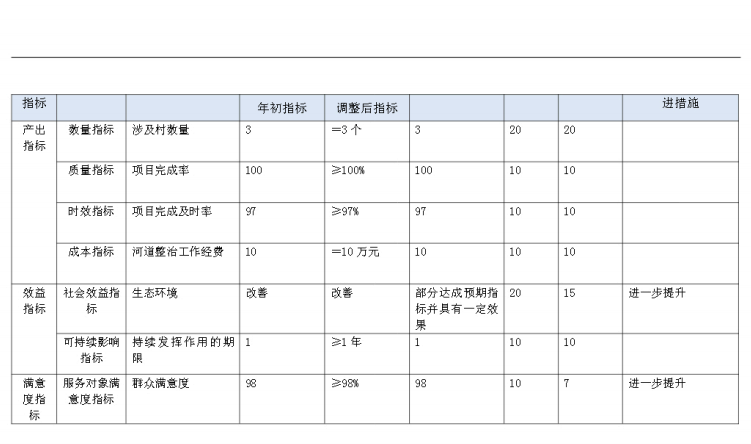 指标 年初指标 调整后指标 进措施
产出指标 数量指标 涉及村数量 3 =3 个 3 20 20
质量指标 项目完成率 100 ≥100% 100 10 10
时效指标 项目完成及时率 97 ≥97% 97 10 10
成本指标 河道整治工作经费 10 =10 万元 10 10 10
效益指标 社会效益指标 生态环境 改善 改善 部分达成预期指标并具有一定效果 20 15 进一步提升
可持续影响指标 持续发挥作用的期限 1 ≥1 年 1 10 10
满意度指标 服务对象满意度指标 群众满意度 98 ≥98% 98 10 7 进一步提升